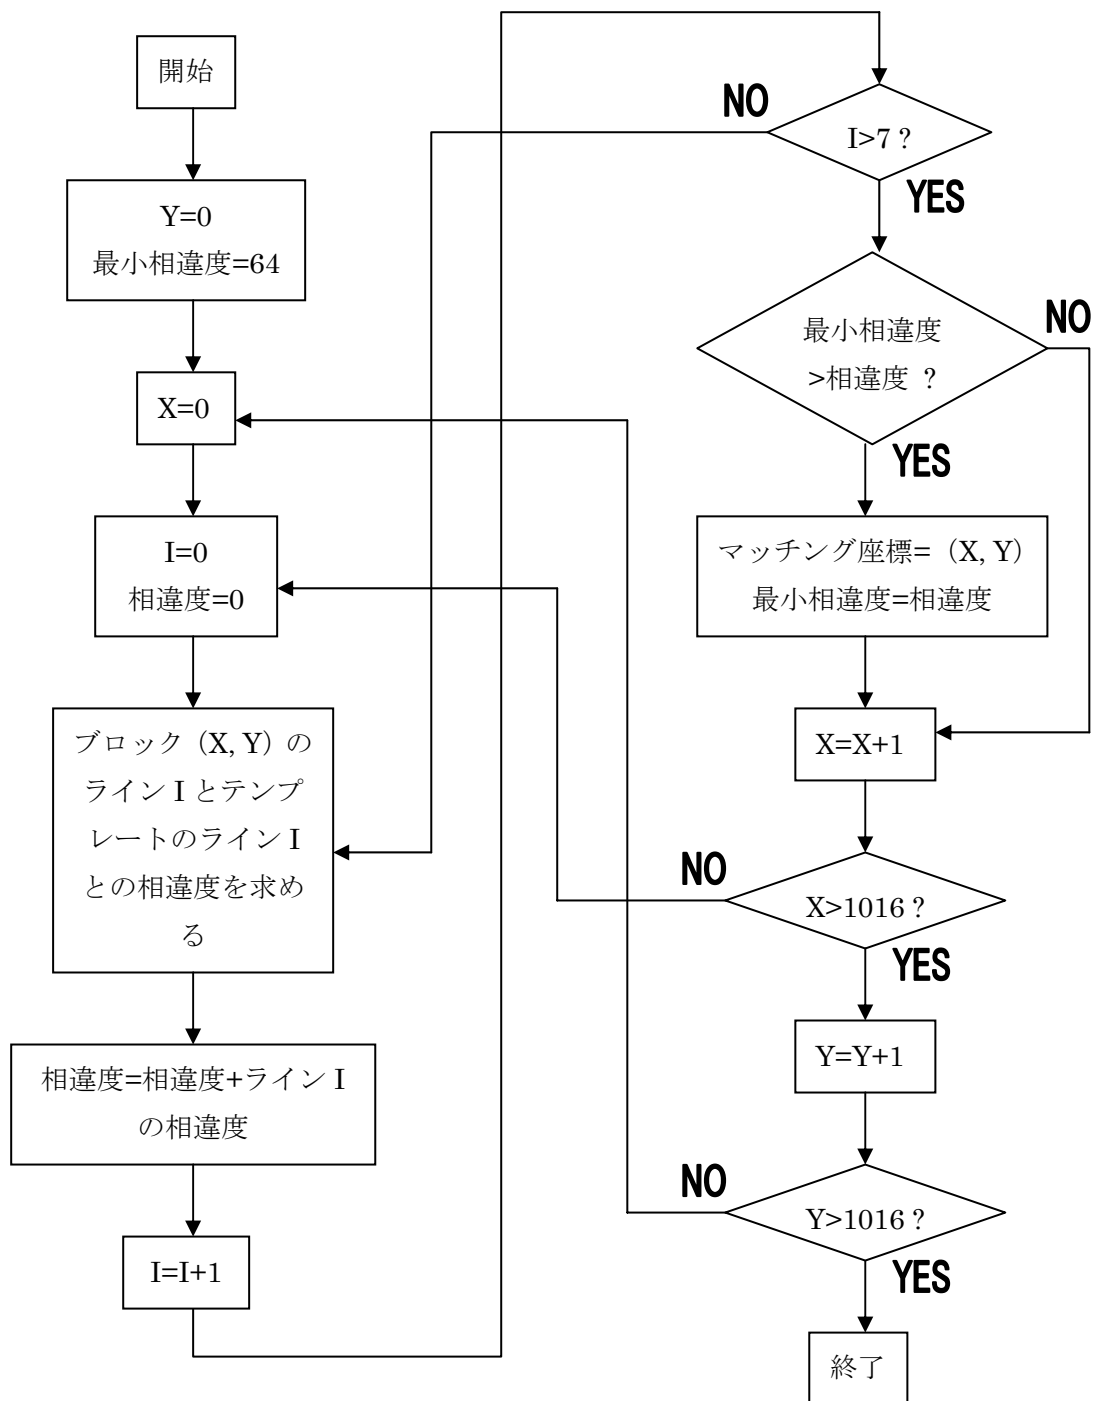 開始
Y=0
最小相違度=64
X=0
I=0
相違度=0
ブロック（X, Y）の
ライン I とテンプ
レートのライン I
との相違度を求め
る
相違度=相違度+ライン I
の相違度
I=I+1
NO
I>7 ?
YES
最小相違度
>相違度 ?
NO
YES
マッチング座標=（X, Y）
最小相違度=相違度
X=X+1
NO
X>1016 ?
YES
Y=Y+1
NO
Y>1016 ?
YES
終了